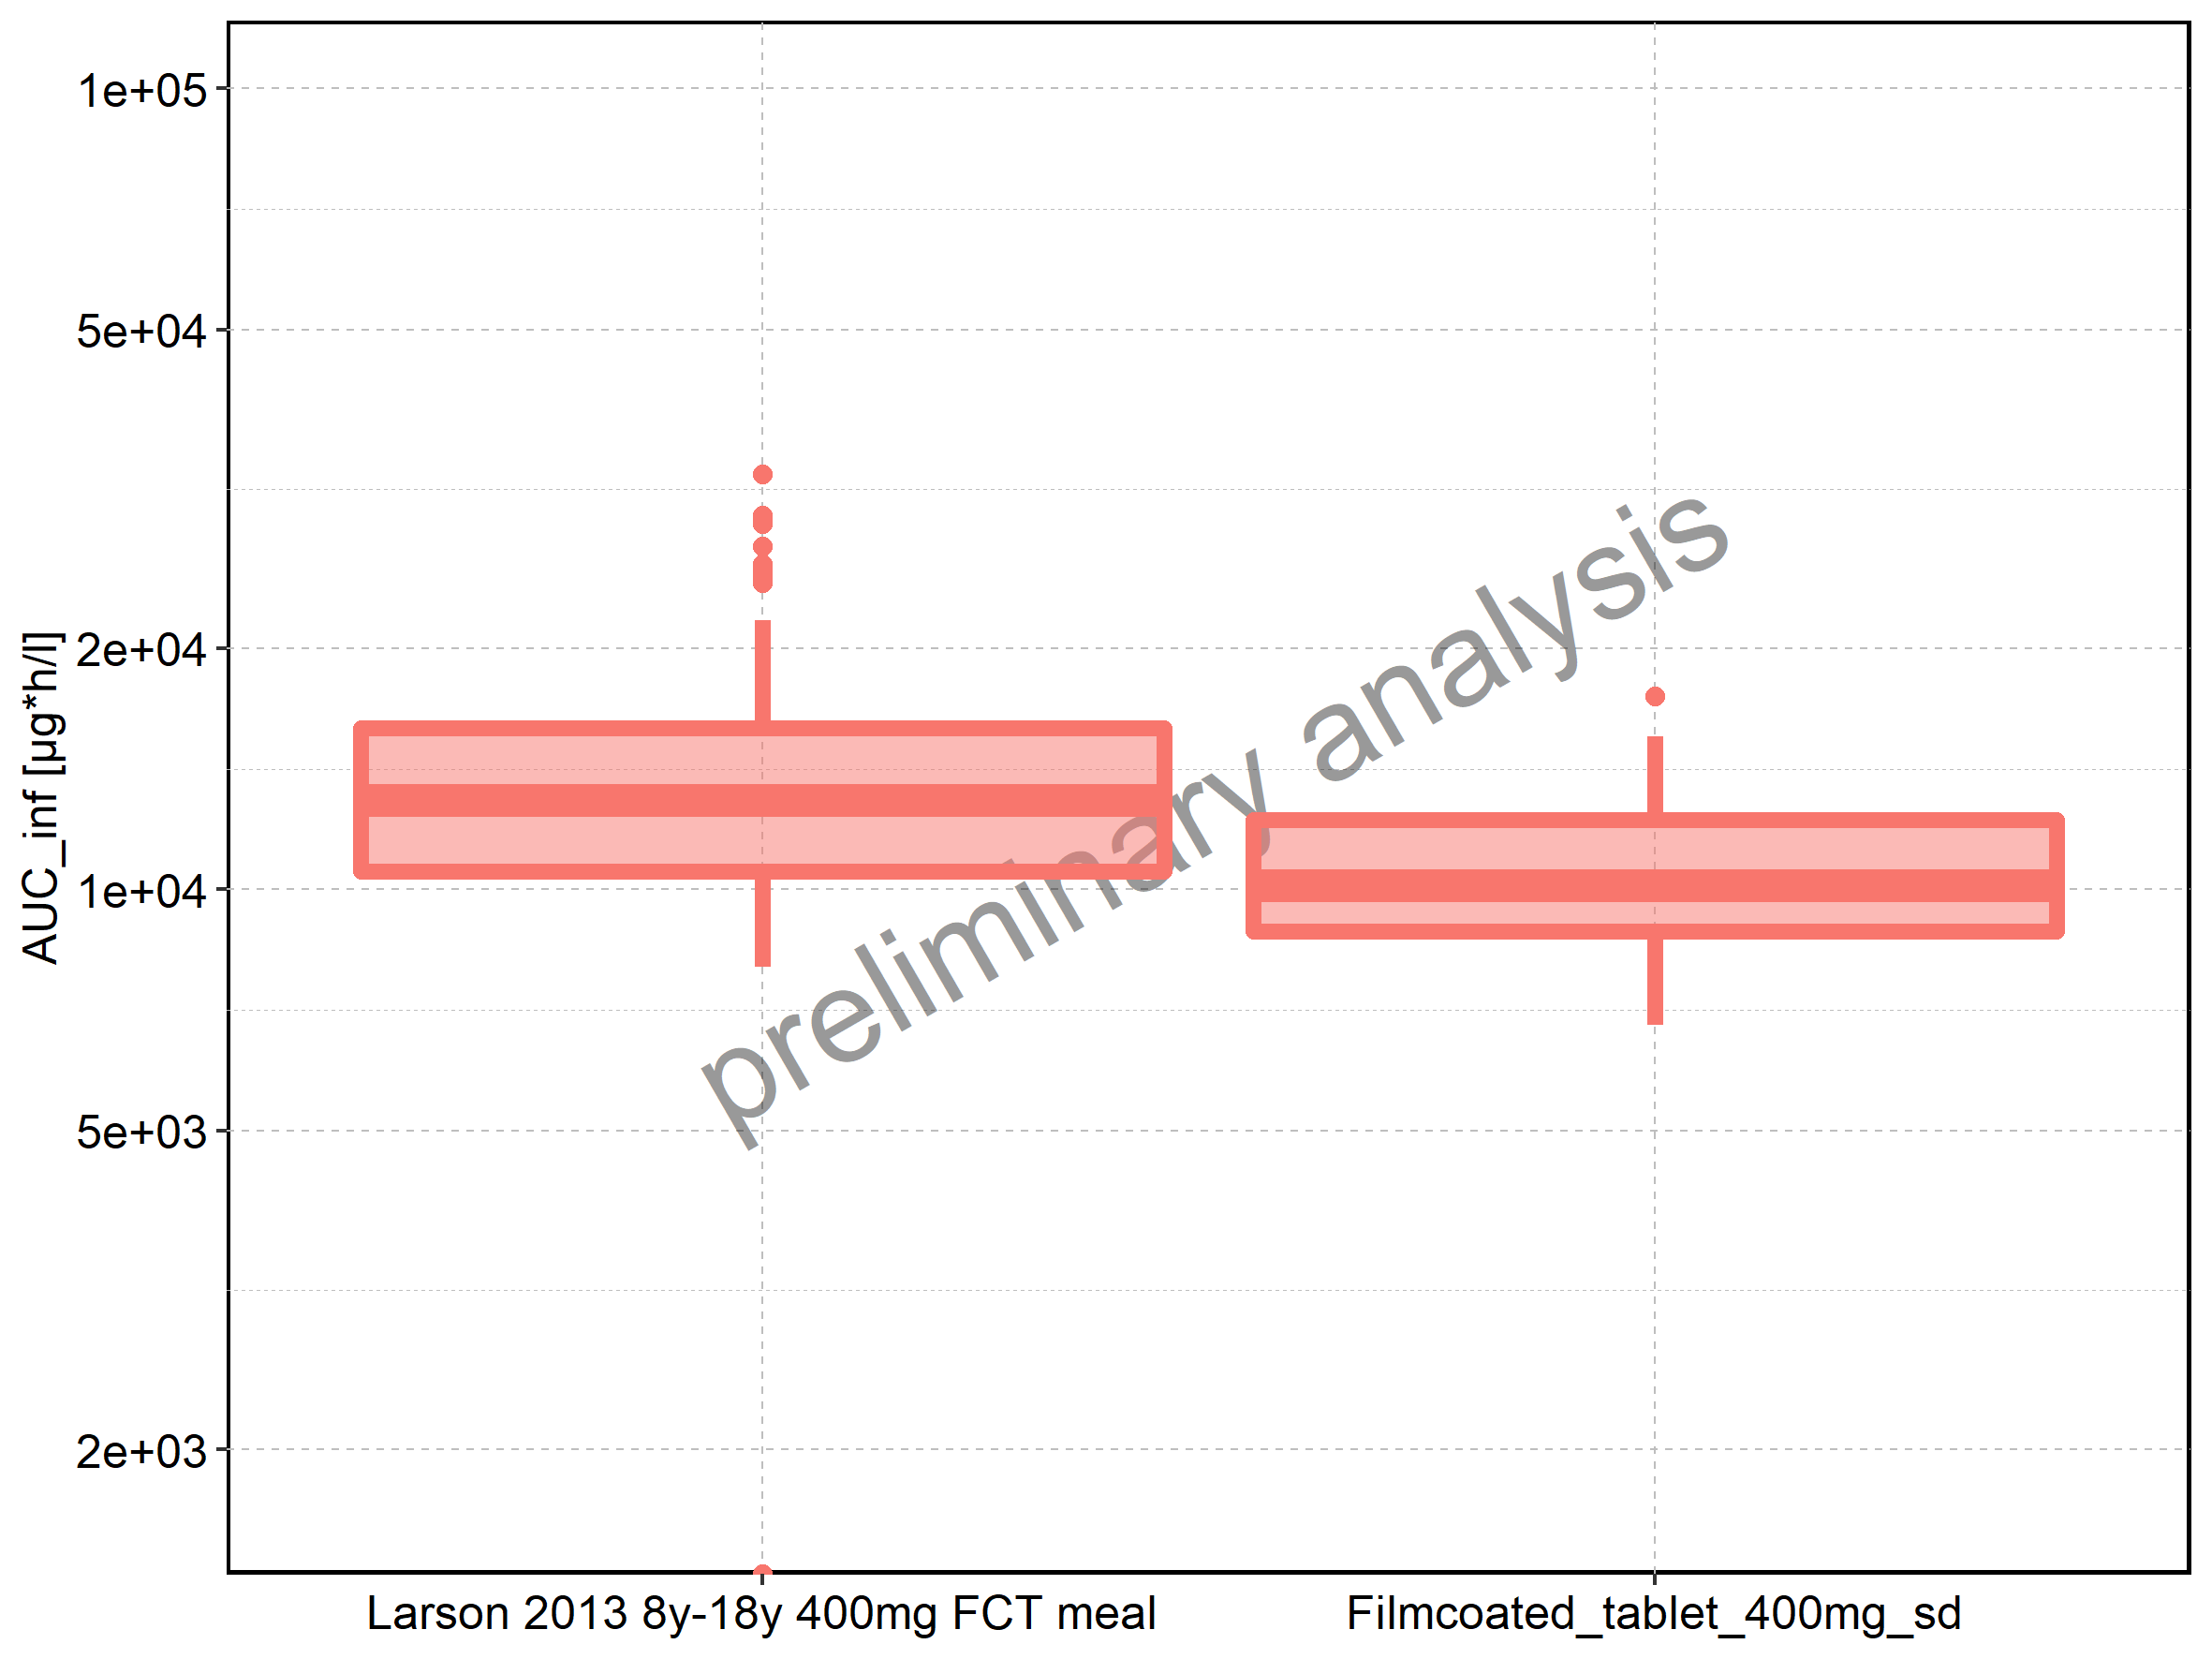 1e+05
5e+04
2e+04
1e+04
5e+03
2e+03
AUC_inf [µg*h/l]
preliminary analysis
Larson 2013 8y-18y 400mg FCT meal
Filmcoated_tablet_400mg_sd